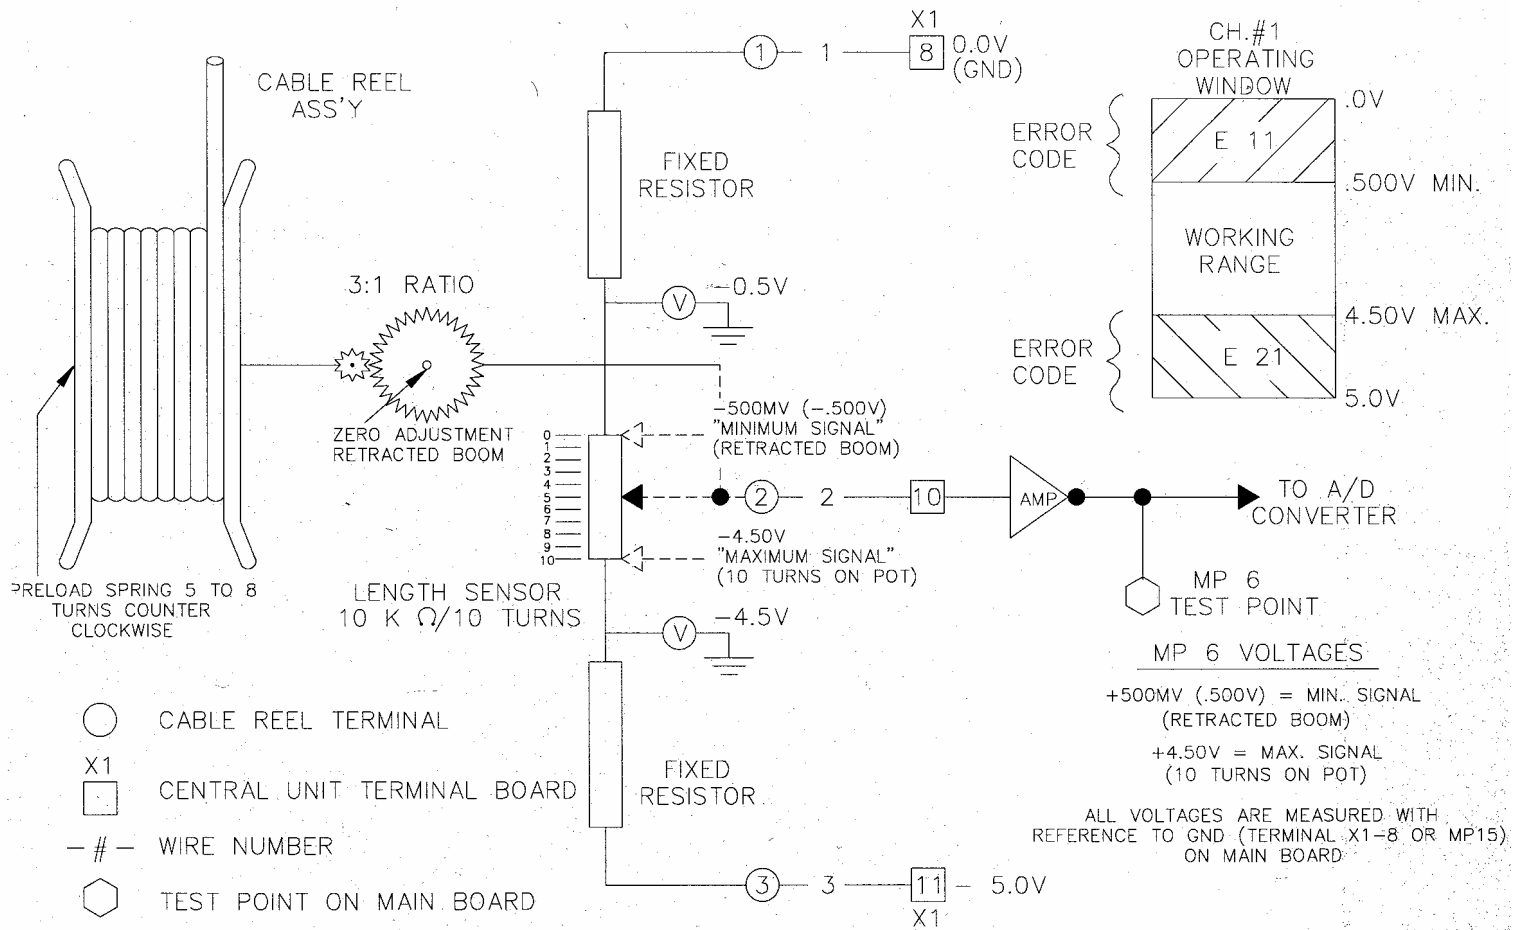 CABLE REEL
ASS'Y
1
1
X1
8
0.0V
(GND)
CH.#1
OPERATING
WINDOW
.0V
ERROR
CODE
E 11
.500V MIN.
FIXED
RESISTOR
WORKING
RANGE
3:1 RATIO
V
-0.5V
4.50V MAX.
ERROR
CODE
E 21
5.0V
ZERO ADJUSTMENT
RETRACTED BOOM
-500MV (-.500V)
"MINIMUM SIGNAL"
(RETRACTED BOOM)
0
1
2
3
4
5
6
7
8
9
10
2
2
10
AMP
TO A/D
CONVERTER
-4.50V
"MAXIMUM SIGNAL"
(10 TURNS ON POT)
PRELOAD SPRING 5 TO 8
TURNS COUNTER
CLOCKWISE
LENGTH SENSOR
10 K Ω/10 TURNS
V
-4.5V
MP 6
TEST POINT
MP 6 VOLTAGES
+500MV (.500V) = MIN. SIGNAL
(RETRACTED BOOM)
+4.50V = MAX. SIGNAL
(10 TURNS ON POT)
ALL VOLTAGES ARE MEASURED WITH
REFERENCE TO GND (TERMINAL X1-8 OR MP15)
ON MAIN BOARD
FIXED
RESISTOR
CABLE REEL TERMINAL
X1
CENTRAL UNIT TERMINAL BOARD
-#- WIRE NUMBER
TEST POINT ON MAIN BOARD
3
3
11
- 5.0V
X1